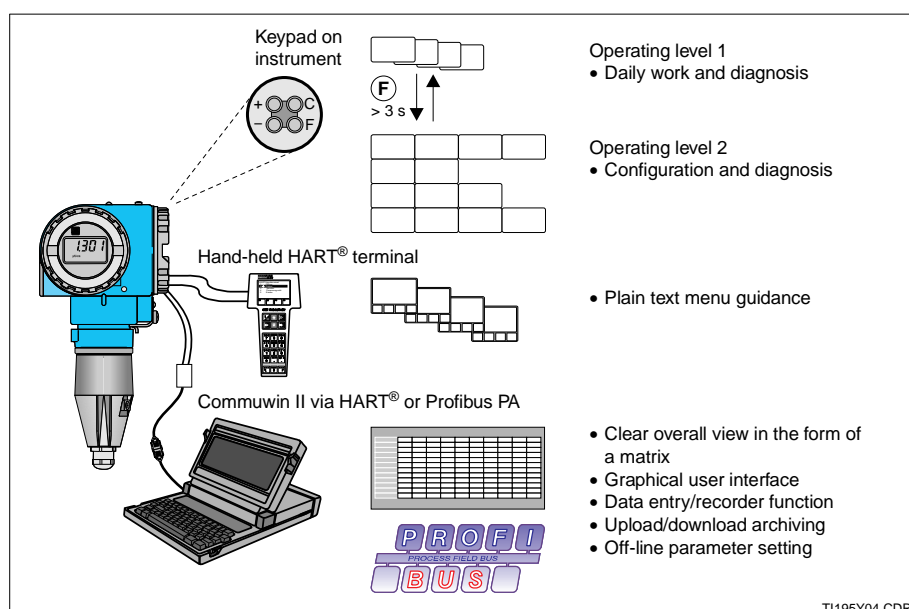 Keypad on
instrument
+ C
− F
F
> 3 s
Operating level 1
• Daily work and diagnosis
Operating level 2
• Configuration and diagnosis
1.301
Hand-held HART® terminal
• Plain text menu guidance
Commuwin II via HART® or Profibus PA
• Clear overall view in the form of
a matrix
• Graphical user interface
• Data entry/recorder function
• Upload/download archiving
• Off-line parameter setting
PROFI
PROCESS FIELD BUS
BUS
TI195Y04.CDR